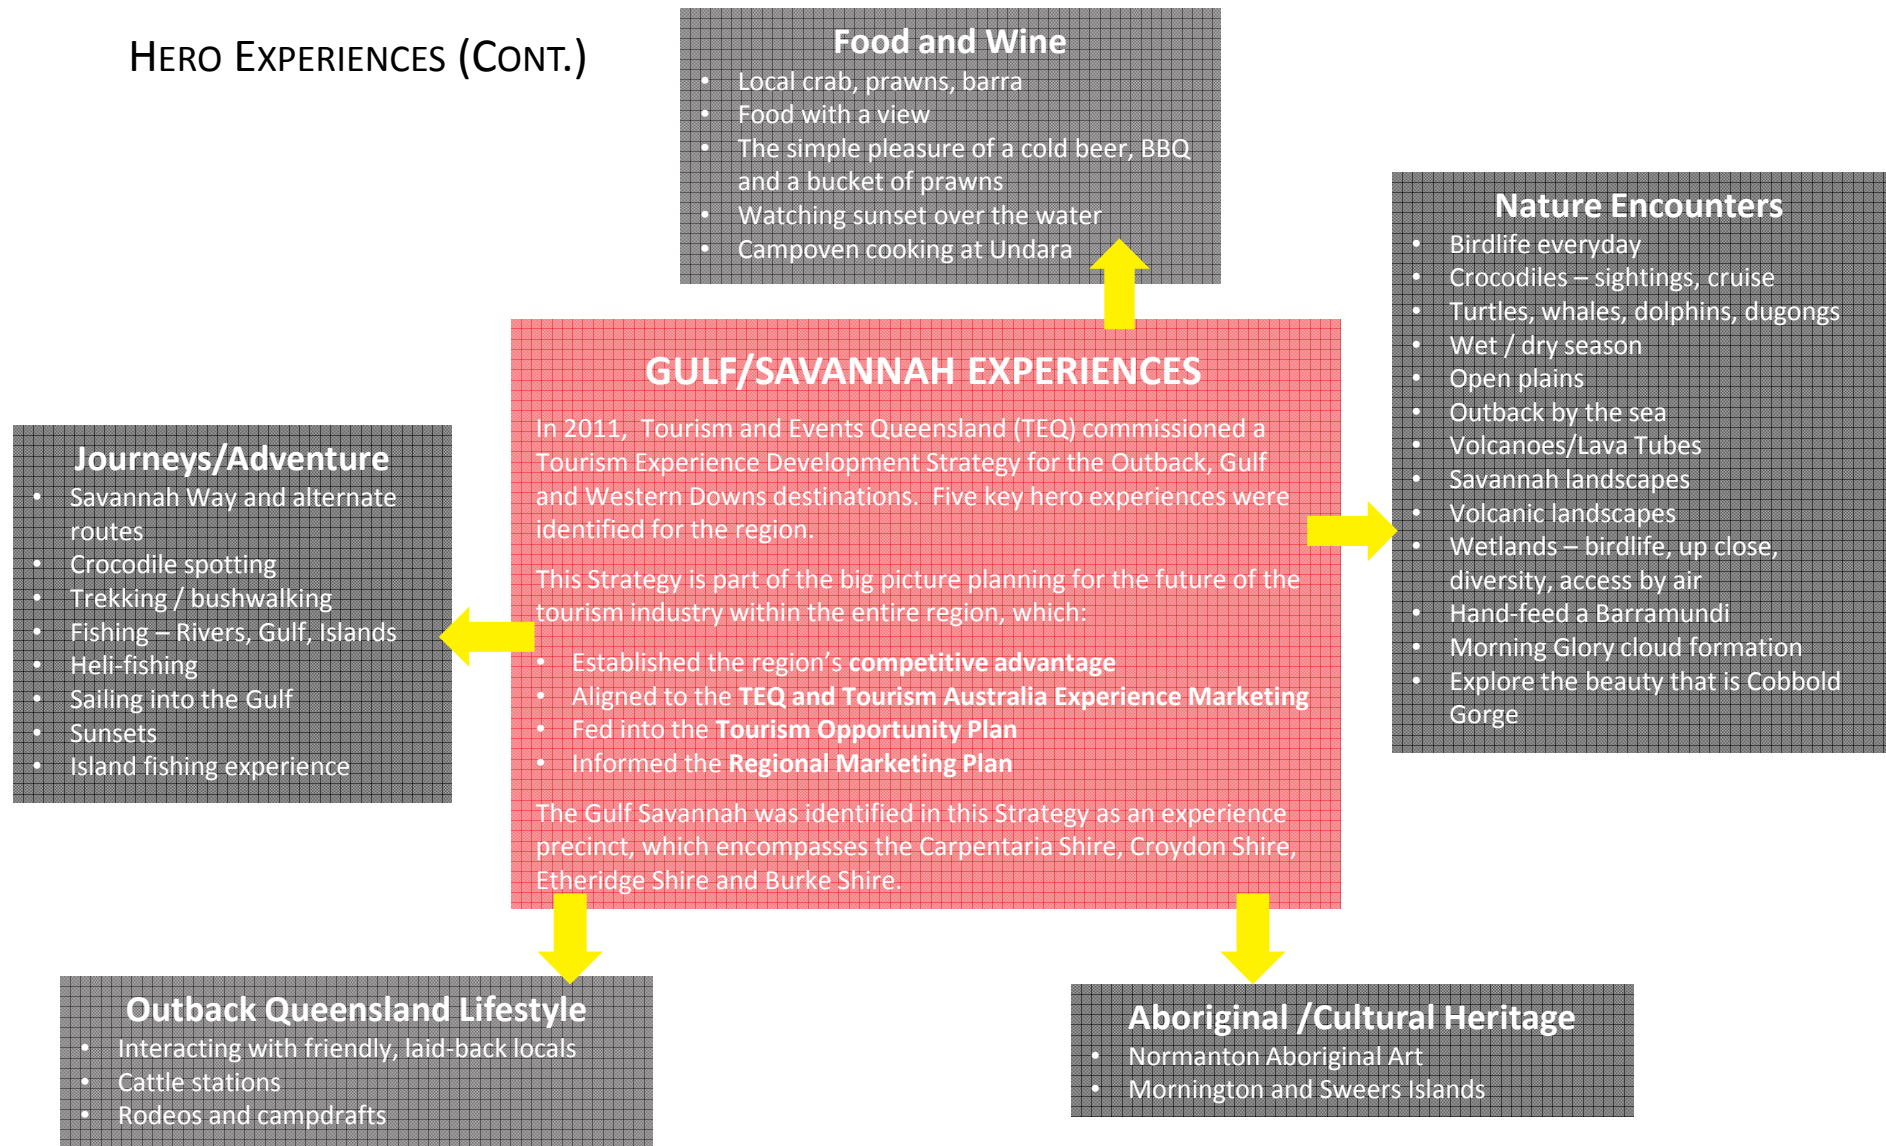 HERO EXPERIENCES (CONT.)
Food and Wine
• Local crab, prawns, barra
• Food with a view
• The simple pleasure of a cold beer, BBQ
and a bucket of prawns
• Watching sunset over the water
• Campoven cooking at Undara
Nature Encounters
• Birdlife everyday
• Crocodiles – sightings, cruise
• Turtles, whales, dolphins, dugongs
• Wet / dry season
• Open plains
• Outback by the sea
• Volcanoes/Lava Tubes
• Savannah landscapes
• Volcanic landscapes
• Wetlands – birdlife, up close,
diversity, access by air
• Hand-feed a Barramundi
• Morning Glory cloud formation
• Explore the beauty that is Cobbold
Gorge
GULF/SAVANNAH EXPERIENCES
In 2011, Tourism and Events Queensland (TEQ) commissioned a
Tourism Experience Development Strategy for the Outback, Gulf
and Western Downs destinations. Five key hero experiences were
identified for the region.
This Strategy is part of the big picture planning for the future of the
tourism industry within the entire region, which:
• Established the region's competitive advantage
• Aligned to the TEQ and Tourism Australia Experience Marketing
• Fed into the Tourism Opportunity Plan
• Informed the Regional Marketing Plan
The Gulf Savannah was identified in this Strategy as an experience
precinct, which encompasses the Carpentaria Shire, Croydon Shire,
Etheridge Shire and Burke Shire.
Journeys/Adventure
• Savannah Way and alternate
routes
• Crocodile spotting
• Trekking / bushwalking
• Fishing – Rivers, Gulf, Islands
• Heli-fishing
• Sailing into the Gulf
• Sunsets
• Island fishing experience
Outback Queensland Lifestyle
• Interacting with friendly, laid-back locals
• Cattle stations
• Rodeos and campdrafts
Aboriginal /Cultural Heritage
• Normanton Aboriginal Art
• Mornington and Sweers Islands